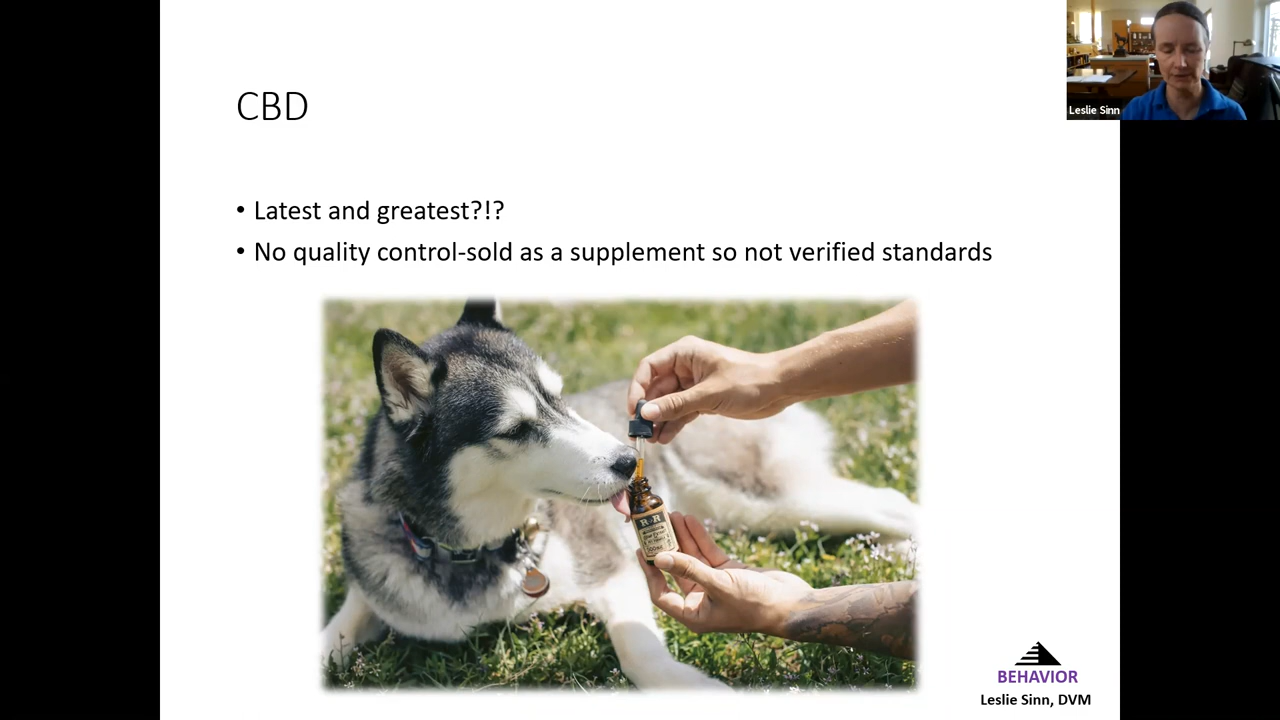 Leslie Sinn
CBD
• Latest and greatest?!?
• No quality control-sold as a supplement so not verified standards
R+R
BEHAVIOR
Leslie Sinn, DVM